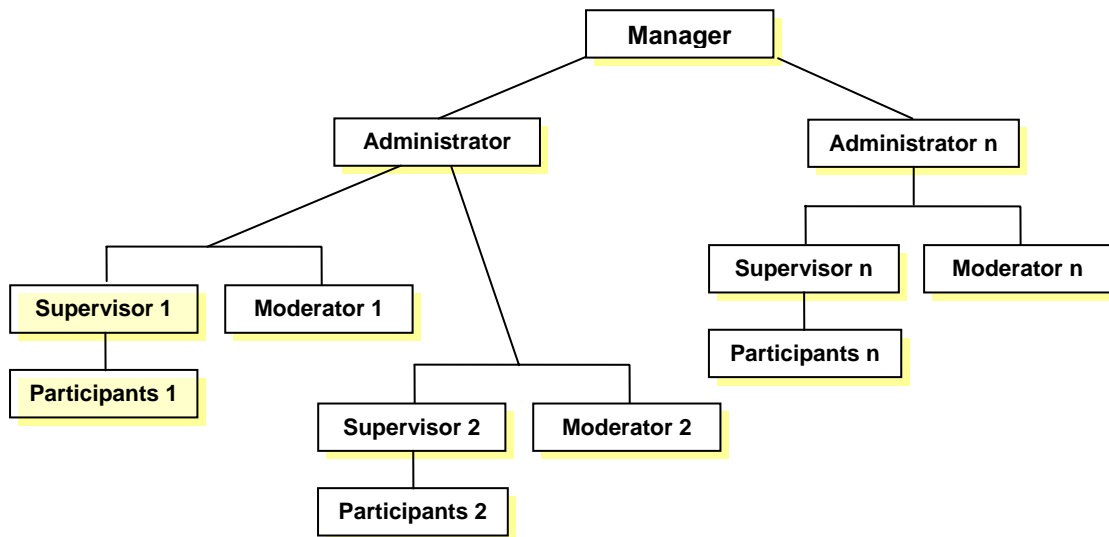 Manager
Administrator
Administrator n
Supervisor n
Moderator n
Supervisor 1
Moderator 1
Participants n
Participants 1
Supervisor 2
Moderator 2
Participants 2